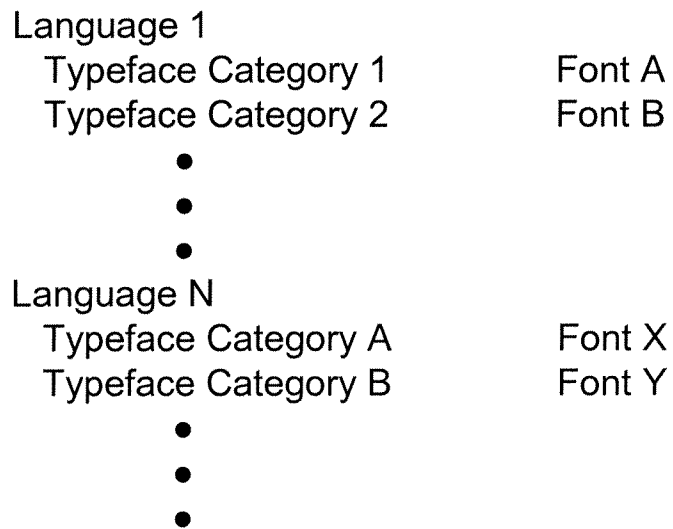 Language 1
Typeface Category 1 Font A
Typeface Category 2 Font B
•
•
•
Language N
Typeface Category A Font X
Typeface Category B Font Y
•
•
•